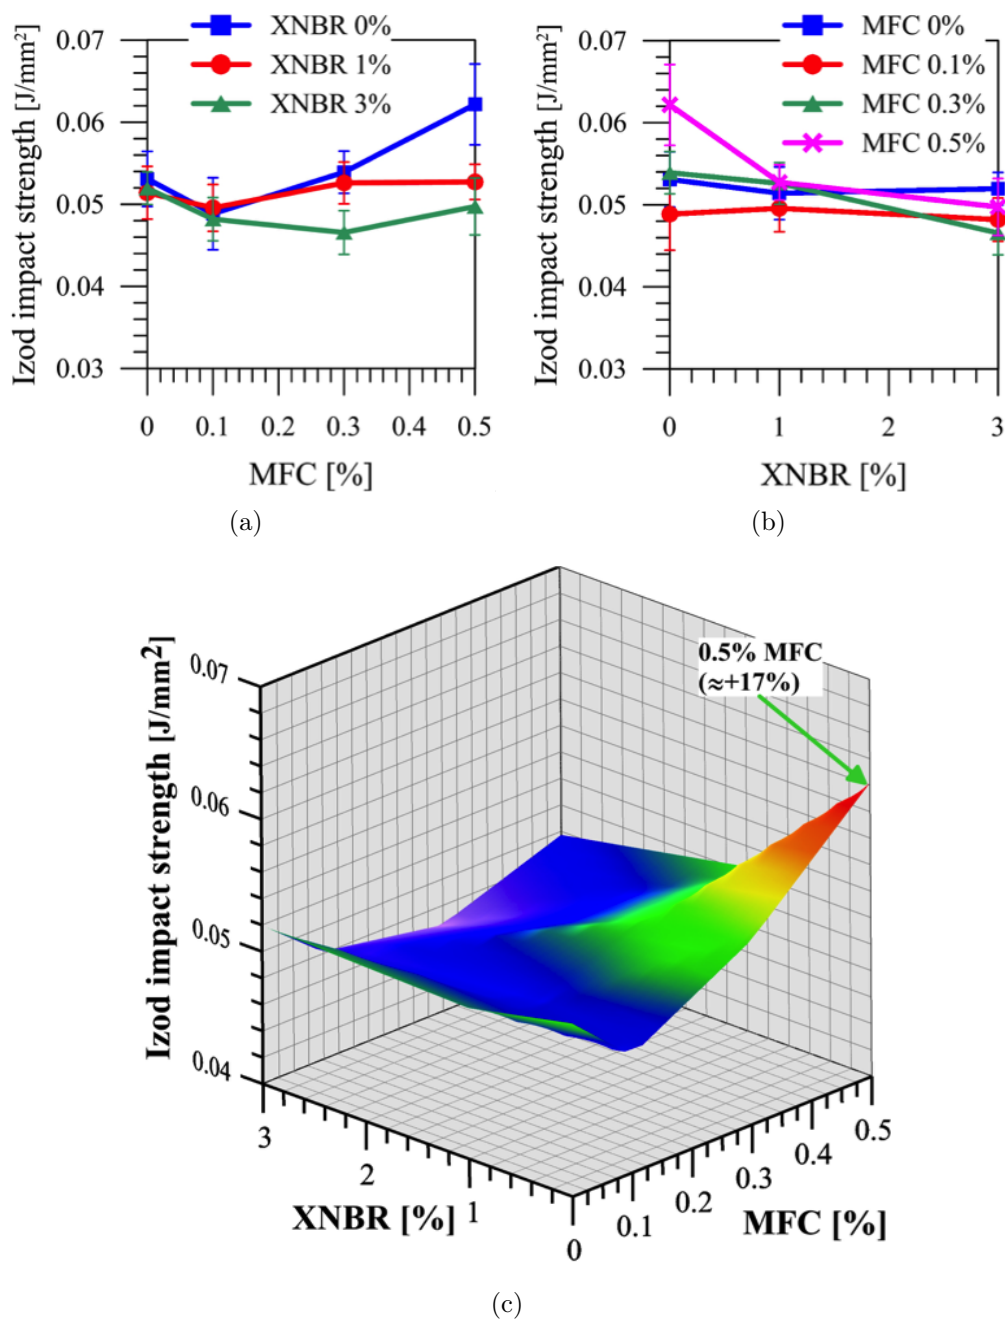 XNBR 0%
XNBR 1%
XNBR 3%
Izod impact strength [J/mm²]
0.07
0.06
0.05
0.04
0.03
0 0.1 0.2 0.3 0.4 0.5
MFC [%]
(a)
MFC 0%
MFC 0.1%
MFC 0.3%
MFC 0.5%
Izod impact strength [J/mm²]
0.07
0.06
0.05
0.04
0.03
0 1 2 3
XNBR [%]
(b)
0.5% MFC
(≈+17%)
Izod impact strength [J/mm²]
0.07
0.06
0.05
0.04
3
2
1
0
XNBR [%]
0.1
0.2
0.3
0.4
0.5
MFC [%]
(c)